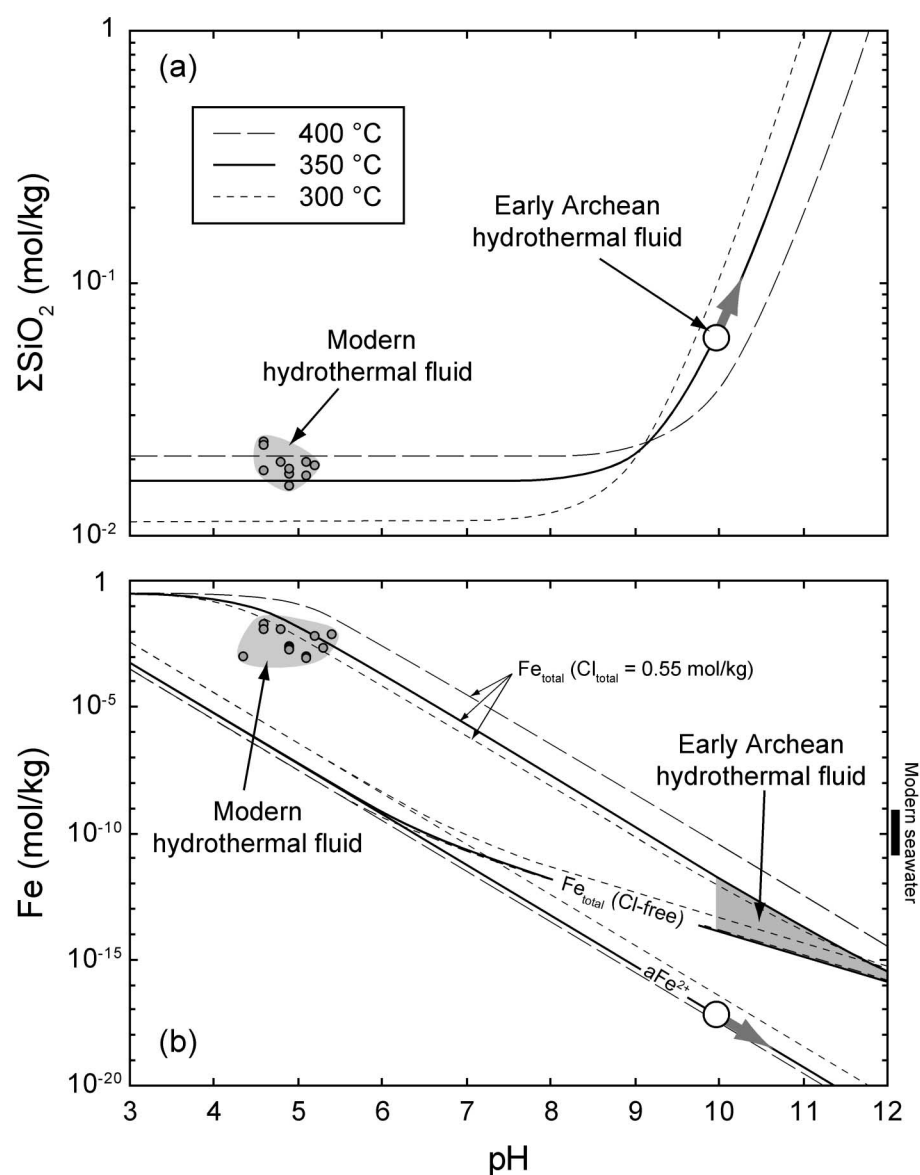 (a)
400 °C
350 °C
300 °C
Early Archean
hydrothermal fluid
Modern
hydrothermal fluid
ΣSiO₂ (mol/kg)
1
10⁻¹
10⁻²
1
10⁻⁵
10⁻¹⁰
10⁻¹⁵
10⁻²⁰
Fe (mol/kg)
Fe_total (Cl_total = 0.55 mol/kg)
Early Archean
hydrothermal fluid
Modern
hydrothermal fluid
Fe_total (Cl-free)
aFe²⁺
(b)
Modern seawater
3 4 5 6 7 8 9 10 11 12
pH